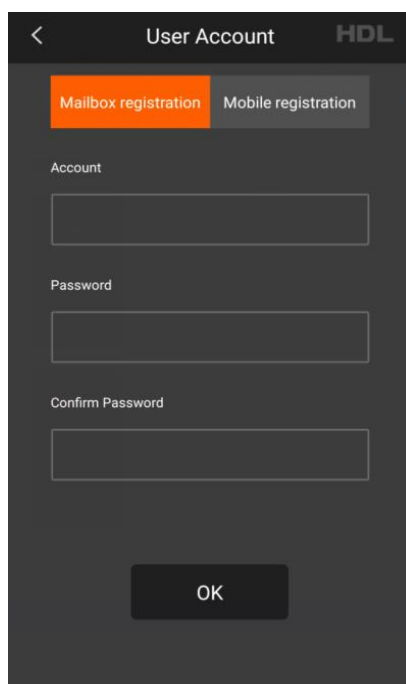 User Account
HDL
Mailbox registration
Mobile registration
Account
Password
Confirm Password
OK